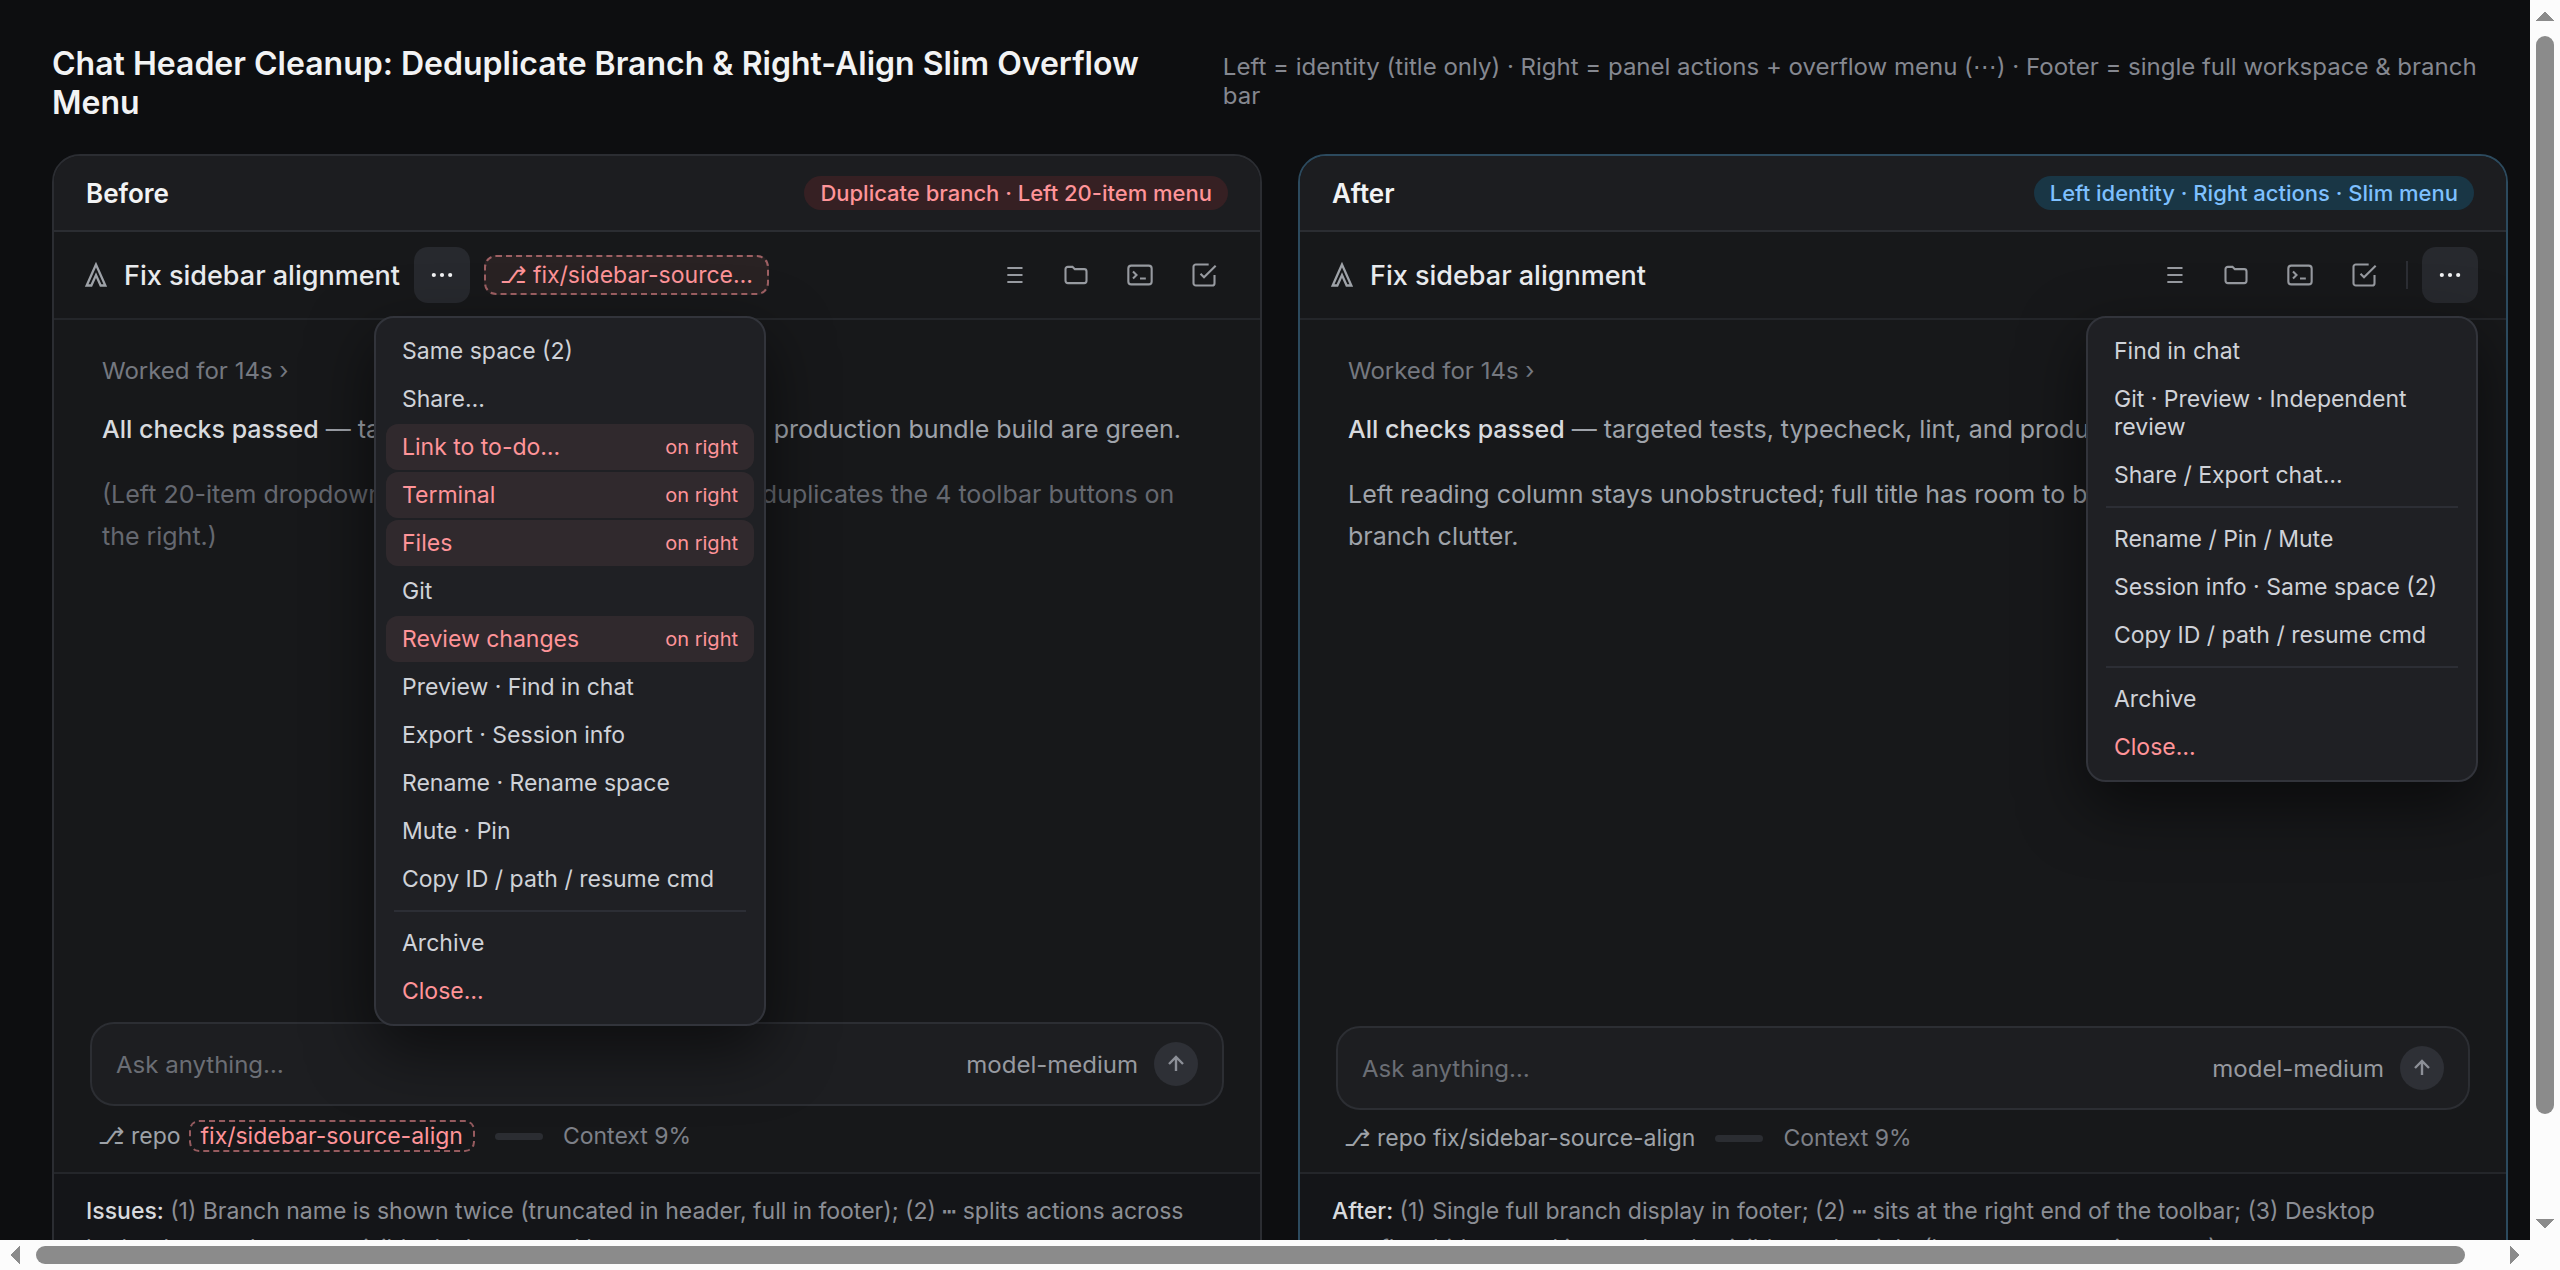 Chat Header Cleanup: Deduplicate Branch & Right-Align Slim Overflow
Menu
Left = identity (title only) · Right = panel actions + overflow menu (···) · Footer = single full workspace & branch
bar
Before
Duplicate branch · Left 20-item menu
Fix sidebar alignment
···
⎇ fix/sidebar-source...
Same space (2)
Share...
Link to to-do... on right
Terminal on right
Files on right
Git
Review changes on right
Preview · Find in chat
Export · Session info
Rename · Rename space
Mute · Pin
Copy ID / path / resume cmd
Archive
Close...
Worked for 14s ›
All checks passed — ta
production bundle build are green.
(Left 20-item dropdown
duplicates the 4 toolbar buttons on
the right.)
Ask anything...
model-medium
⎇ repo fix/sidebar-source-align Context 9%
Issues: (1) Branch name is shown twice (truncated in header, full in footer); (2) ⋯ splits actions across
After
Left identity · Right actions · Slim menu
Fix sidebar alignment
···
Find in chat
Git · Preview · Independent
review
Share / Export chat...
Rename / Pin / Mute
Session info · Same space (2)
Copy ID / path / resume cmd
Archive
Close...
Worked for 14s ›
All checks passed — targeted tests, typecheck, lint, and produ
Left reading column stays unobstructed; full title has room to b
branch clutter.
Ask anything...
model-medium
⎇ repo fix/sidebar-source-align Context 9%
After: (1) Single full branch display in footer; (2) ⋯ sits at the right end of the toolbar; (3) Desktop